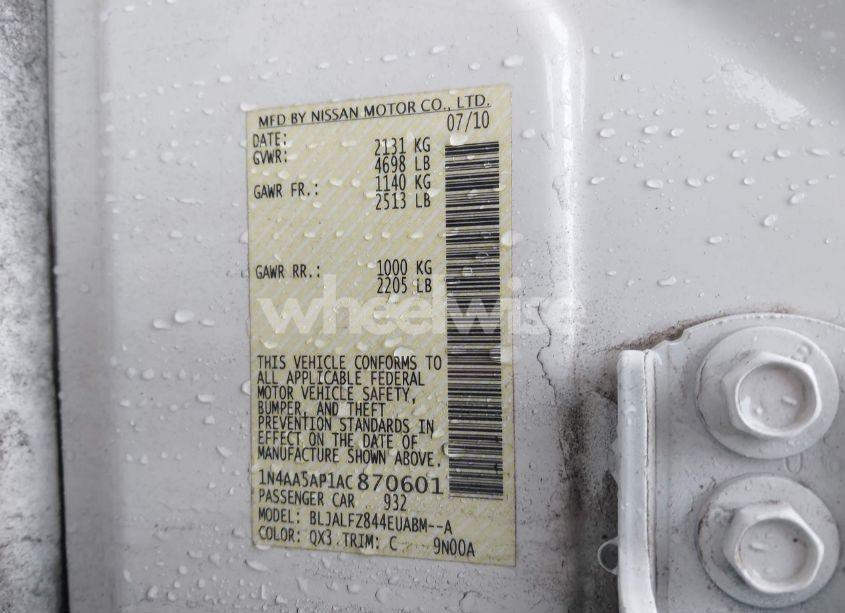 MFD BY NISSAN MOTOR CO., LTD.
DATE: 07/10
GVWR: 2131 KG
4698 LB
GAWR FR.: 1140 KG
2513 LB
GAWR RR.: 1000 KG
2205 LB
wheelwise
THIS VEHICLE CONFORMS TO
ALL APPLICABLE FEDERAL
MOTOR VEHICLE SAFETY,
BUMPER, AND THEFT
PREVENTION STANDARDS IN
EFFECT ON THE DATE OF
MANUFACTURE SHOWN ABOVE.
1N4AA5AP1AC870601
PASSENGER CAR 932
MODEL: BLJALFZ844EUABM--A
COLOR: QX3 TRIM: C 9N00A